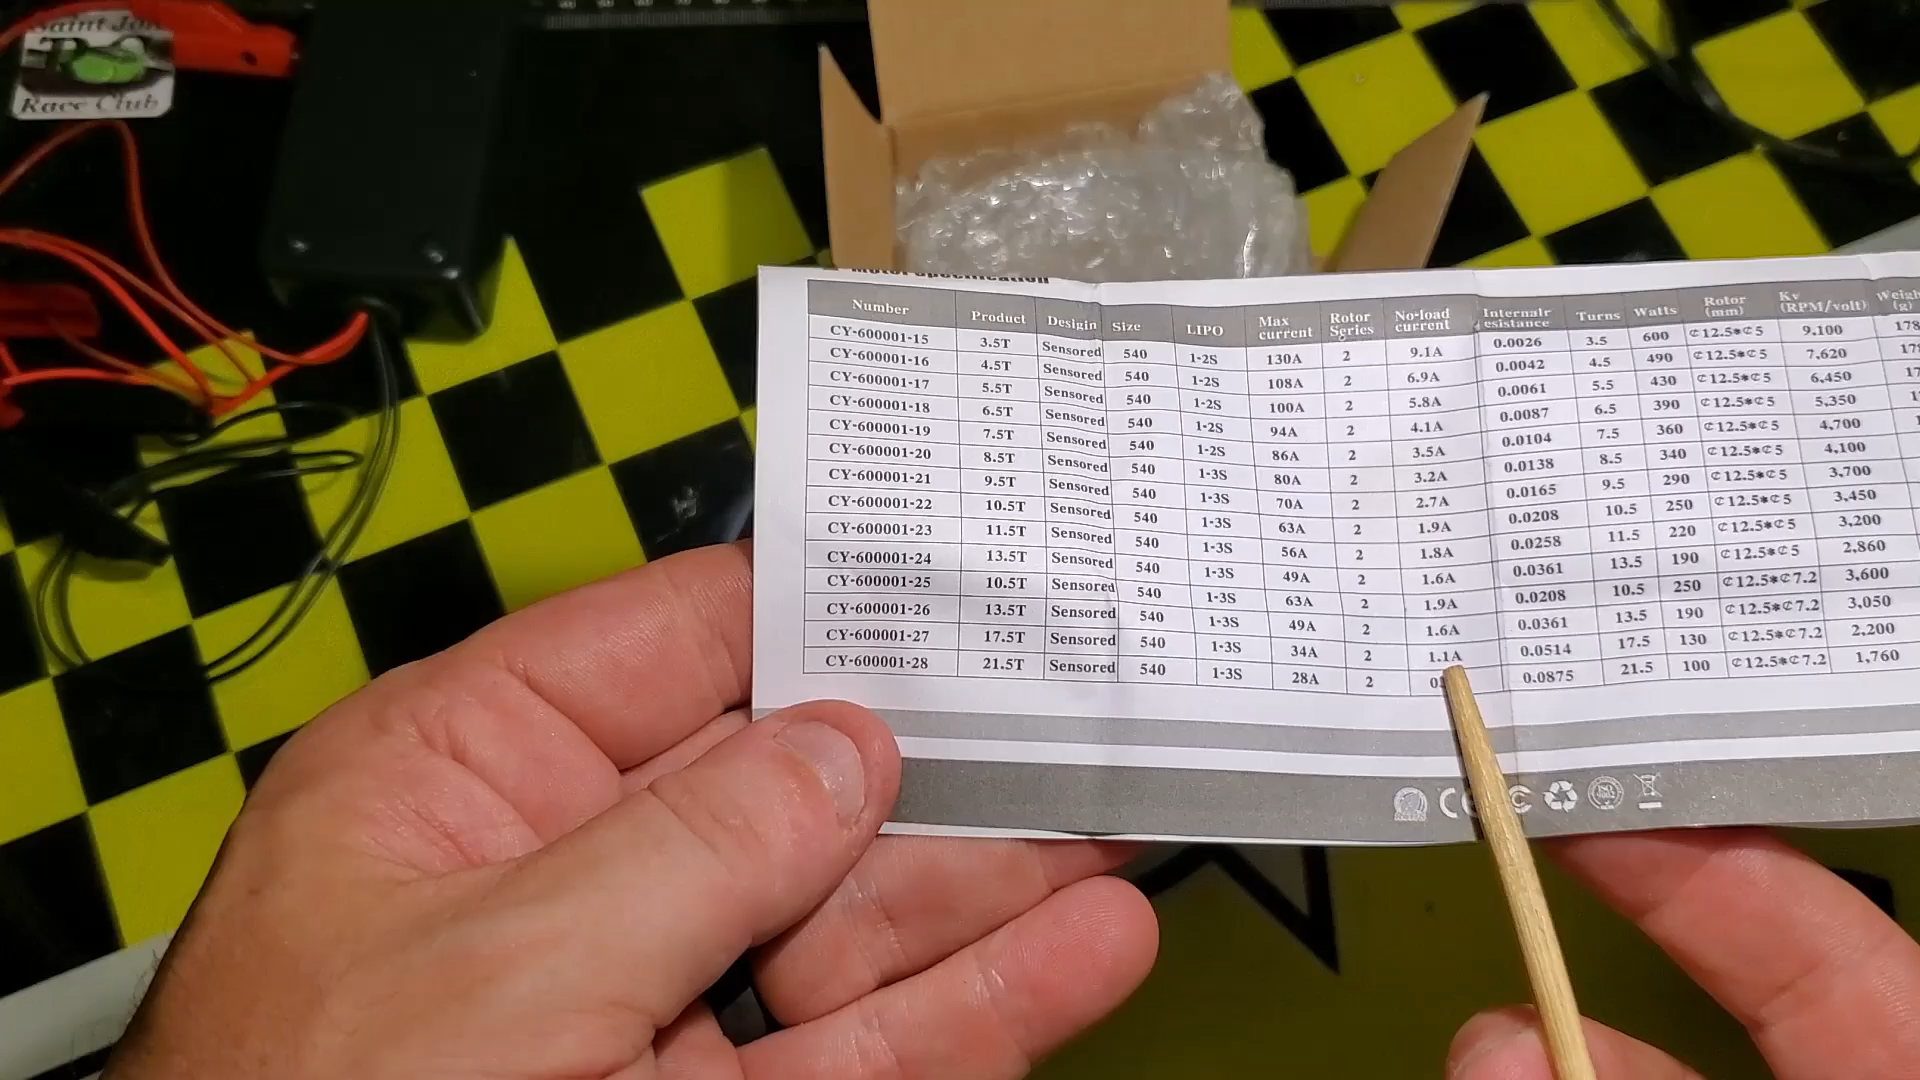 Saint Jo
Race Club
Motor Specification
Number Product Desigin Size LIPO Max current Rotor Series No-load current Internalr esistance Turns Watts Rotor (mm) Kv (RPM/volt) Weigh (g)
CY-600001-15 3.5T Sensored 540 1-2S 130A 2 9.1A 0.0026 3.5 600 ¢12.5*¢5 9,100 178
CY-600001-16 4.5T Sensored 540 1-2S 108A 2 6.9A 0.0042 4.5 490 ¢12.5*¢5 7,620
CY-600001-17 5.5T Sensored 540 1-2S 100A 2 5.8A 0.0061 5.5 430 ¢12.5*¢5 6,450
CY-600001-18 6.5T Sensored 540 1-2S 94A 2 4.1A 0.0087 6.5 390 ¢12.5*¢5 5,350
CY-600001-19 7.5T Sensored 540 1-2S 86A 2 3.5A 0.0104 7.5 360 ¢12.5*¢5 4,700
CY-600001-20 8.5T Sensored 540 1-3S 80A 2 3.2A 0.0138 8.5 340 ¢12.5*¢5 4,100
CY-600001-21 9.5T Sensored 540 1-3S 70A 2 2.7A 0.0165 9.5 290 ¢12.5*¢5 3,700
CY-600001-22 10.5T Sensored 540 1-3S 63A 2 1.9A 0.0208 10.5 250 ¢12.5*¢5 3,450
CY-600001-23 11.5T Sensored 540 1-3S 56A 2 1.8A 0.0258 11.5 220 ¢12.5*¢5 3,200
CY-600001-24 13.5T Sensored 540 1-3S 49A 2 1.6A 0.0361 13.5 190 ¢12.5*¢5 2,860
CY-600001-25 10.5T Sensored 540 1-3S 63A 2 1.9A 0.0208 10.5 250 ¢12.5*¢7.2 3,600
CY-600001-26 13.5T Sensored 540 1-3S 49A 2 1.6A 0.0361 13.5 190 ¢12.5*¢7.2 3,050
CY-600001-27 17.5T Sensored 540 1-3S 34A 2 1.1A 0.0514 17.5 130 ¢12.5*¢7.2 2,200
CY-600001-28 21.5T Sensored 540 1-3S 28A 2 0.0875 21.5 100 ¢12.5*¢7.2 1,760